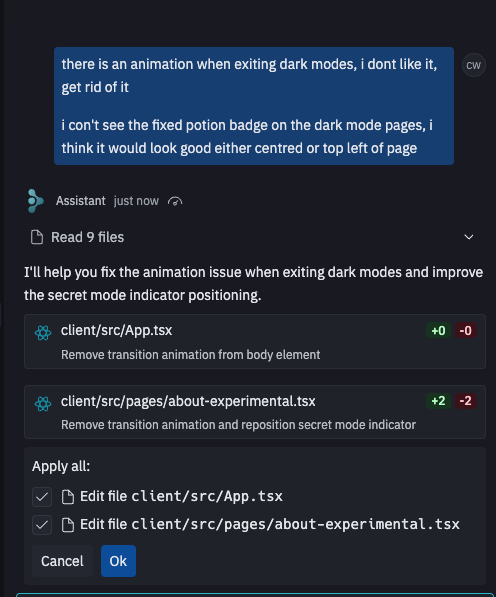 there is an animation when exiting dark modes, i dont like it,
get rid of it
i con't see the fixed potion badge on the dark mode pages, i
think it would look good either centred or top left of page
CW
Assistant just now
Read 9 files
I'll help you fix the animation issue when exiting dark modes and improve
the secret mode indicator positioning.
client/src/App.tsx +0 -0
Remove transition animation from body element
client/src/pages/about-experimental.tsx +2 -2
Remove transition animation and reposition secret mode indicator
Apply all:
Edit file client/src/App.tsx
Edit file client/src/pages/about-experimental.tsx
Cancel Ok